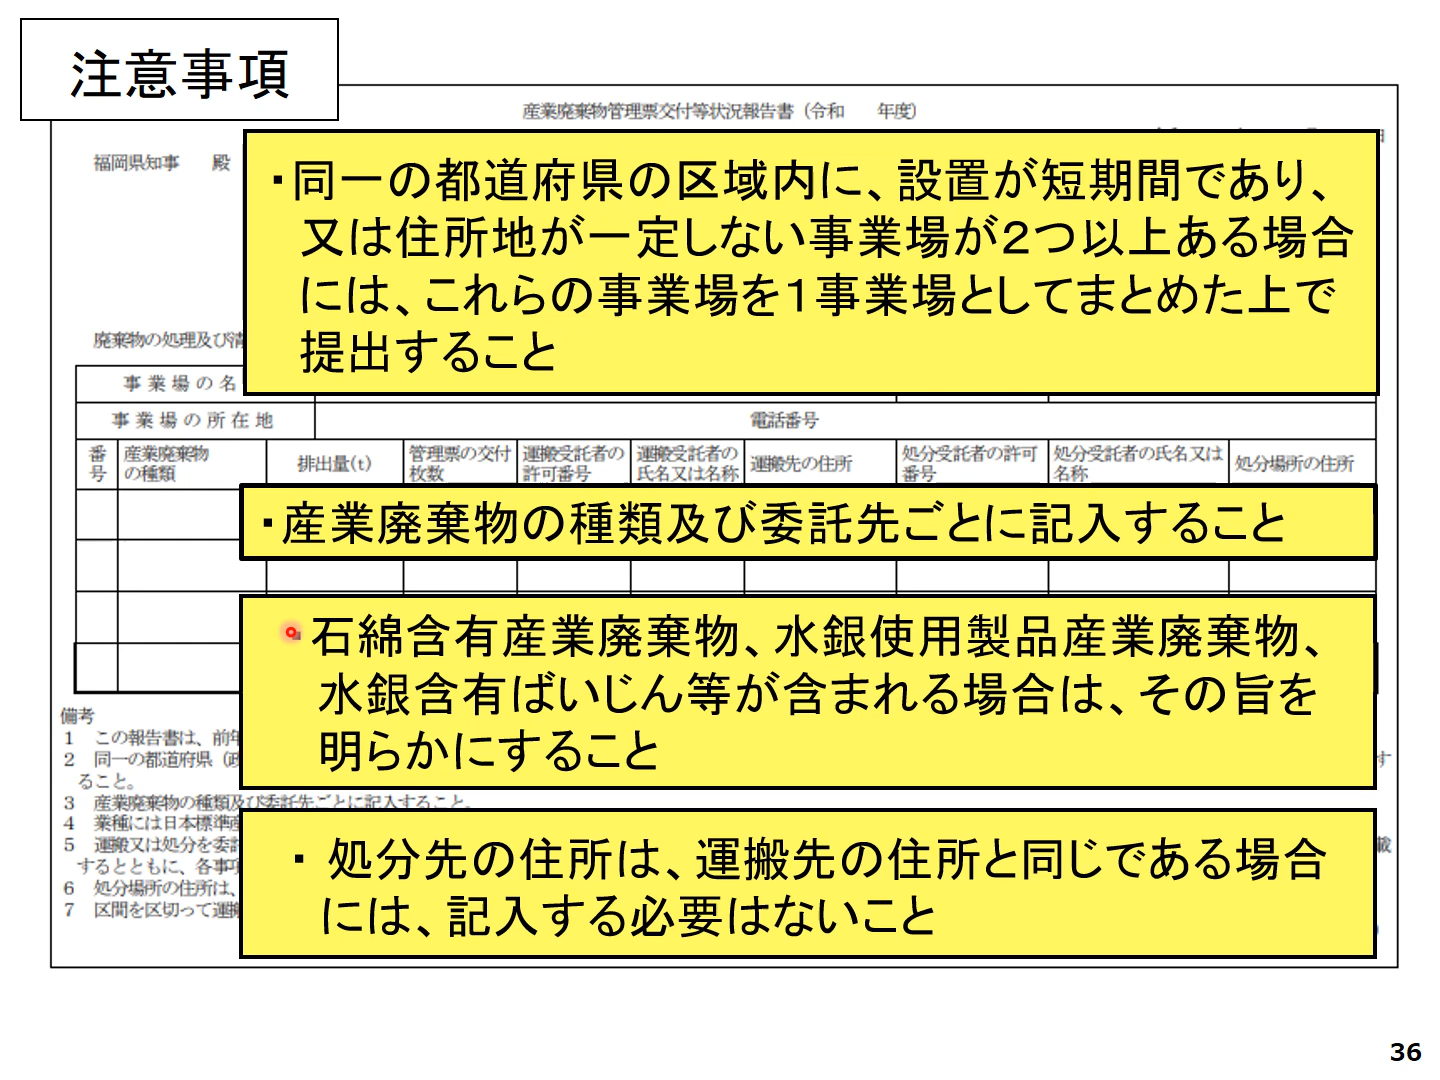 注意事項
産業廃棄物管理票交付等状況報告書（令和　　年度）
福岡県知事　　殿
・同一の都道府県の区域内に、設置が短期間であり、
又は住所地が一定しない事業場が２つ以上ある場合
には、これらの事業場を１事業場としてまとめた上で
提出すること
廃棄物の処理及び清
事業場の名
事業場の所在地
電話番号
番号
産業廃棄物の種類
排出量(t)
管理票の交付枚数
運搬受託者の許可番号
運搬受託者の氏名又は名称
運搬先の住所
処分受託者の許可番号
処分受託者の氏名又は名称
処分場所の住所
・産業廃棄物の種類及び委託先ごとに記入すること
石綿含有産業廃棄物、水銀使用製品産業廃棄物、
水銀含有ばいじん等が含まれる場合は、その旨を
明らかにすること
備考
１　この報告書は、前年
２　同一の都道府県（政
す
ること。
３　産業廃棄物の種類及び委託先ごとに記入すること。
４　業種には日本標準産
５　運搬又は処分を委託
載
するとともに、各事項
６　処分場所の住所は、
７　区間を区切って運搬
・ 処分先の住所は、運搬先の住所と同じである場合
には、記入する必要はないこと
36